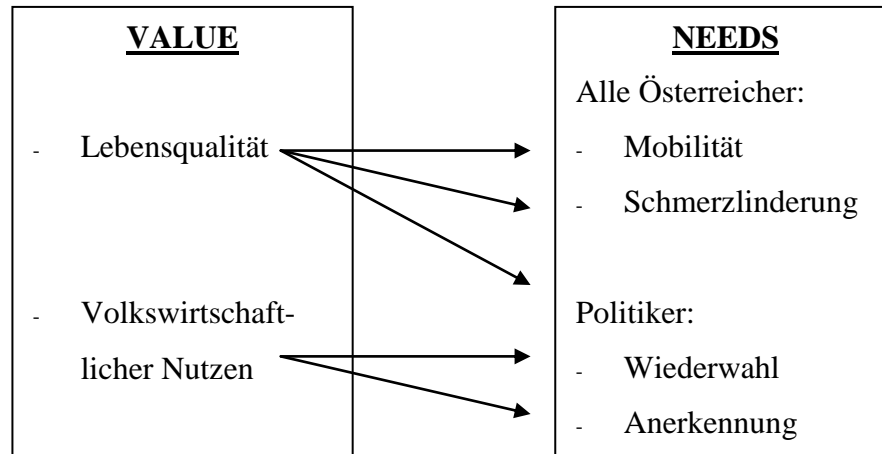 VALUE
- Lebensqualität
- Volkswirtschaft-
licher Nutzen
NEEDS
Alle Österreicher:
- Mobilität
- Schmerzlinderung
Politiker:
- Wiederwahl
- Anerkennung